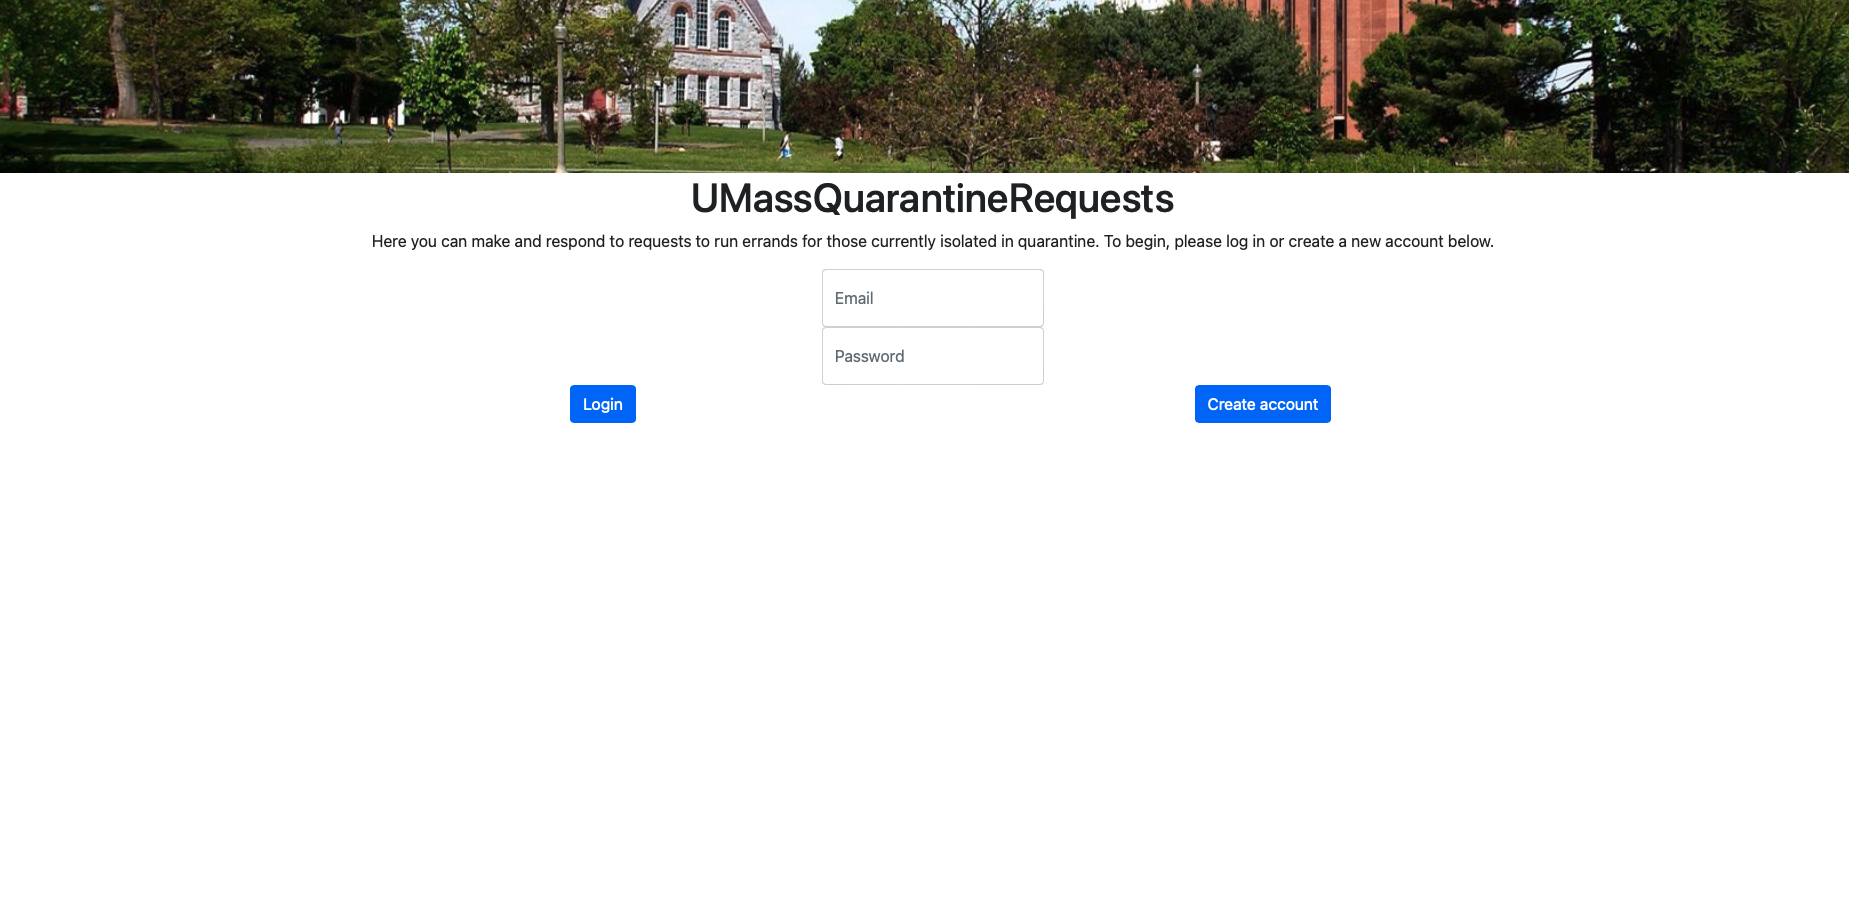 UMassQuarantineRequests
Here you can make and respond to requests to run errands for those currently isolated in quarantine. To begin, please log in or create a new account below.
Email
Password
Login
Create account